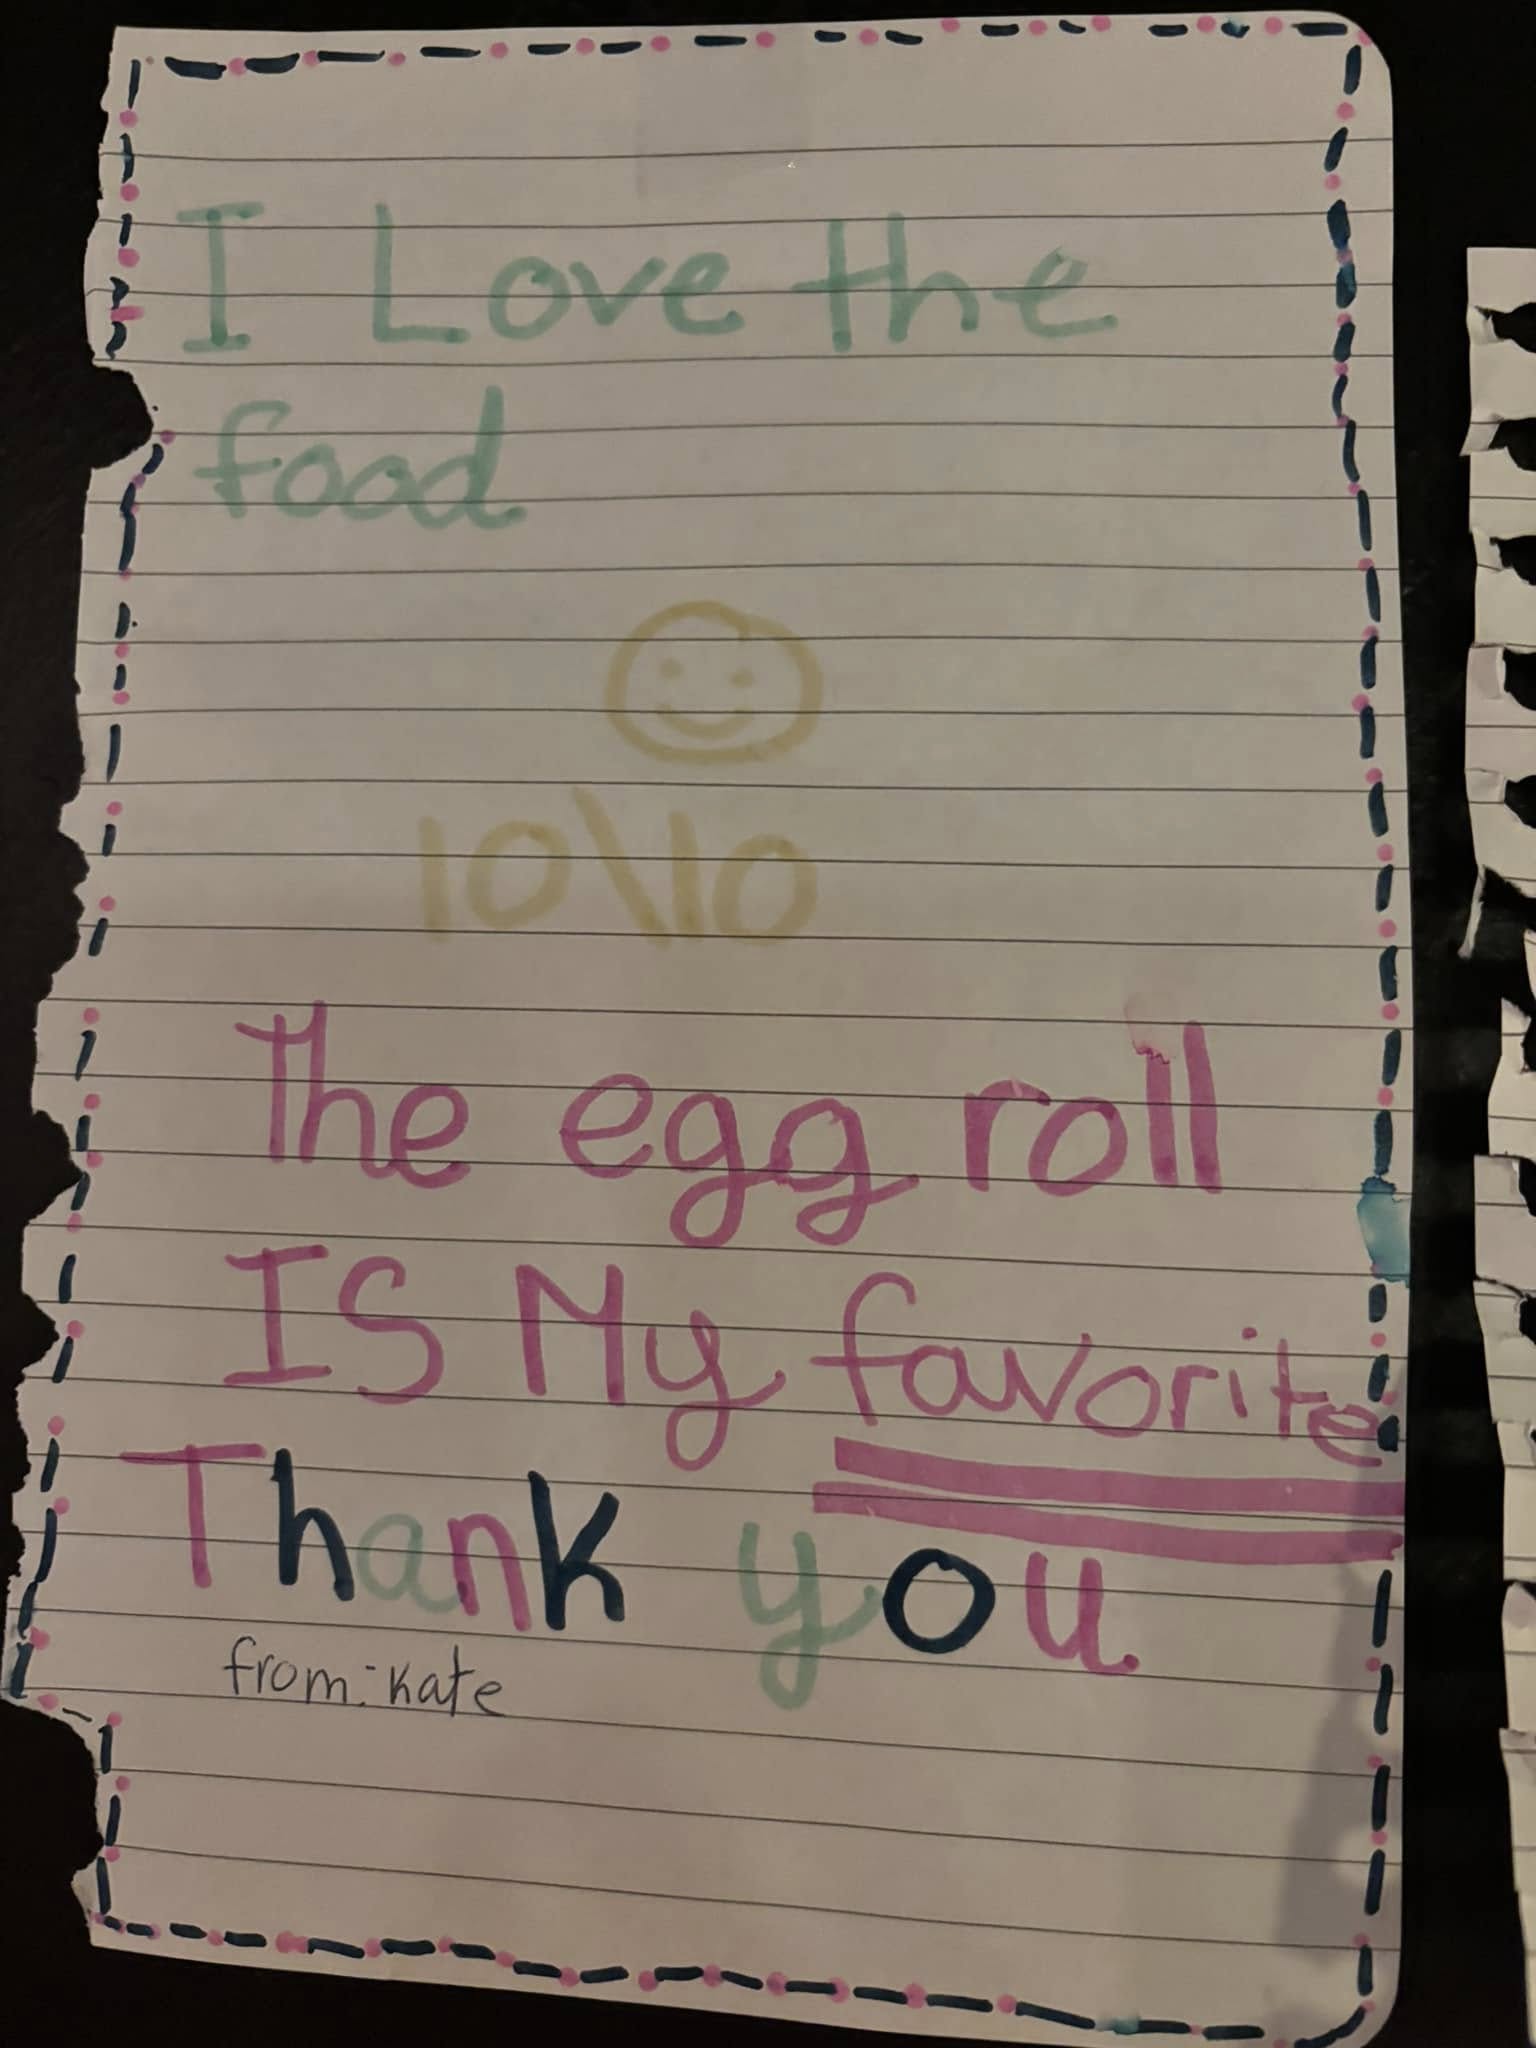 I Love the
food
10\10
The egg roll
IS My favorite
Thank you
from: Kate